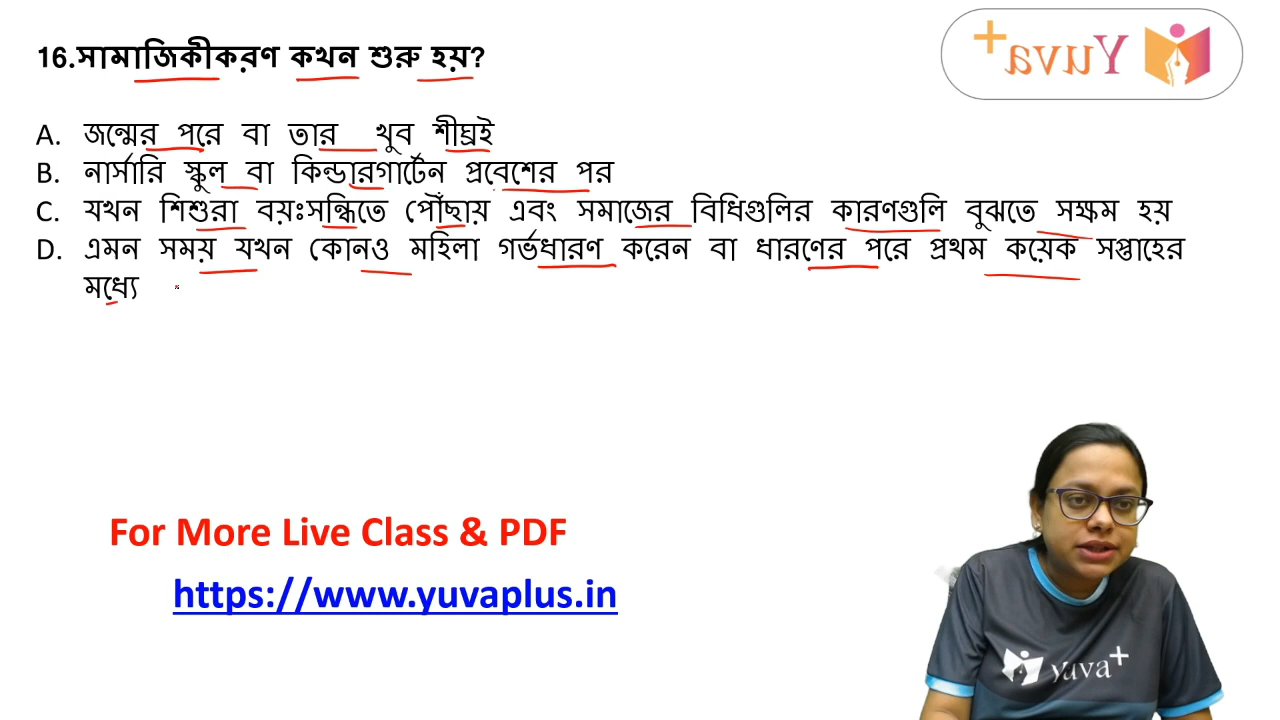 16.সামাজিকীকরণ কখন শুরু হয়?
Yuva+
A. জন্মের পরে বা তার খুব শীঘ্রই
B. নার্সারি স্কুল বা কিন্ডারগার্টেন প্রবেশের পর
C. যখন শিশুরা বয়ঃসন্ধিতে পৌঁছায় এবং সমাজের বিধিগুলির কারণগুলি বুঝতে সক্ষম হয়
D. এমন সময় যখন কোনও মহিলা গর্ভধারণ করেন বা ধারণের পরে প্রথম কয়েক সপ্তাহের
মধ্যে
For More Live Class & PDF
https://www.yuvaplus.in
yuva+